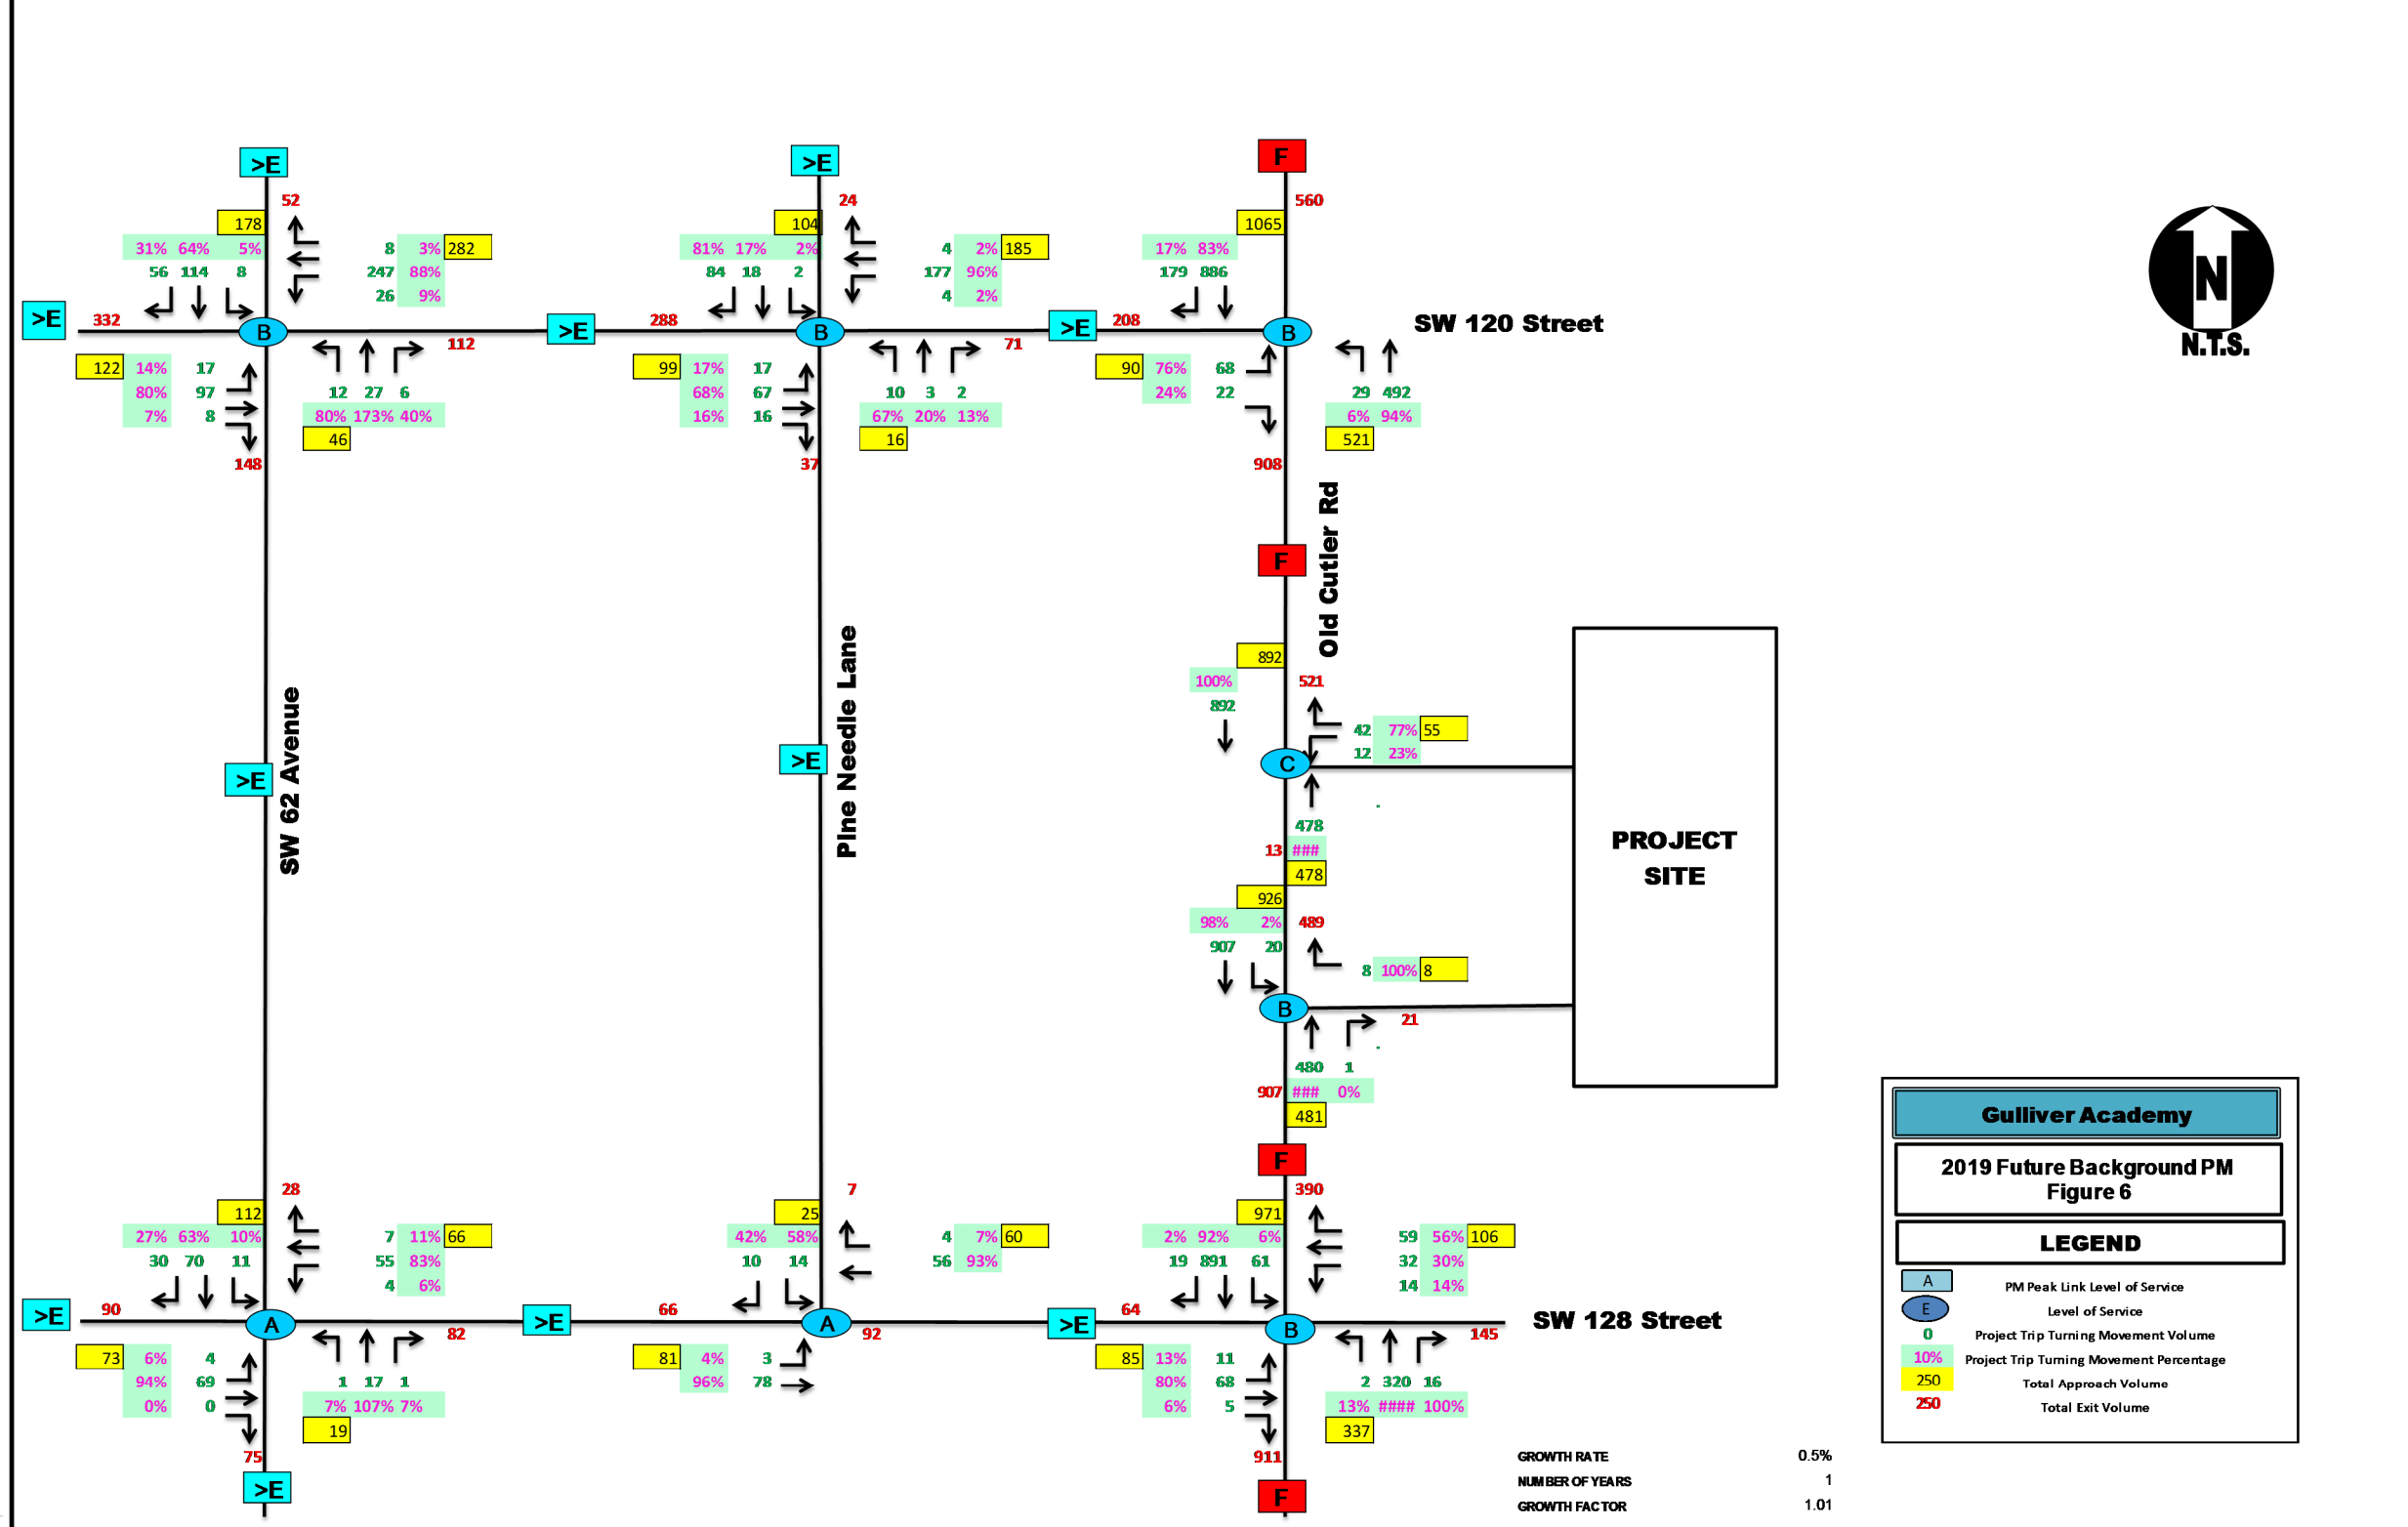 >E >E F
52 24 560
178 104 1065
31% 64% 5% 8 3% 282 81% 17% 2% 4 2% 185 17% 83%
56 114 8 247 88% 84 18 2 177 96% 179 886
26 9% 4 2%
>E 332 B >E 288 B >E 208 B SW 120 Street
112 71
N
N.T.S.
122 14% 17 99 17% 17 90 76% 68
80% 97 12 27 6 68% 67 10 3 2 24% 22 29 492
7% 8 80% 173% 40% 16% 16 67% 20% 13% 6% 94%
46 16 521
148 37 908
Old Cutler Rd
F
892
100% 521
892
42 77% 55
12 23%
SW 62 Avenue
Pine Needle Lane
>E >E C
478
13 ###
478
PROJECT
SITE
926
98% 2% 489
907 20
8 100% 8
B
21
480 1
907 ### 0%
481
F
28 7 390
112 25 971
27% 63% 10% 7 11% 66 42% 58% 4 7% 60 2% 92% 6% 59 56% 106
30 70 11 55 83% 10 14 56 93% 19 891 61 32 30%
4 6% 14 14%
>E 90 A >E 66 A >E 64 B SW 128 Street
82 92 145
73 6% 4 81 4% 3 85 13% 11
94% 69 1 17 1 96% 78 80% 68 2 320 16
0% 0 7% 107% 7% 6% 5 13% #### 100%
19 337
75 911
>E F
GROWTH RATE 0.5%
NUMBER OF YEARS 1
GROWTH FACTOR 1.01
Gulliver Academy
2019 Future Background PM
Figure 6
LEGEND
A PM Peak Link Level of Service
E Level of Service
0 Project Trip Turning Movement Volume
10% Project Trip Turning Movement Percentage
250 Total Approach Volume
250 Total Exit Volume